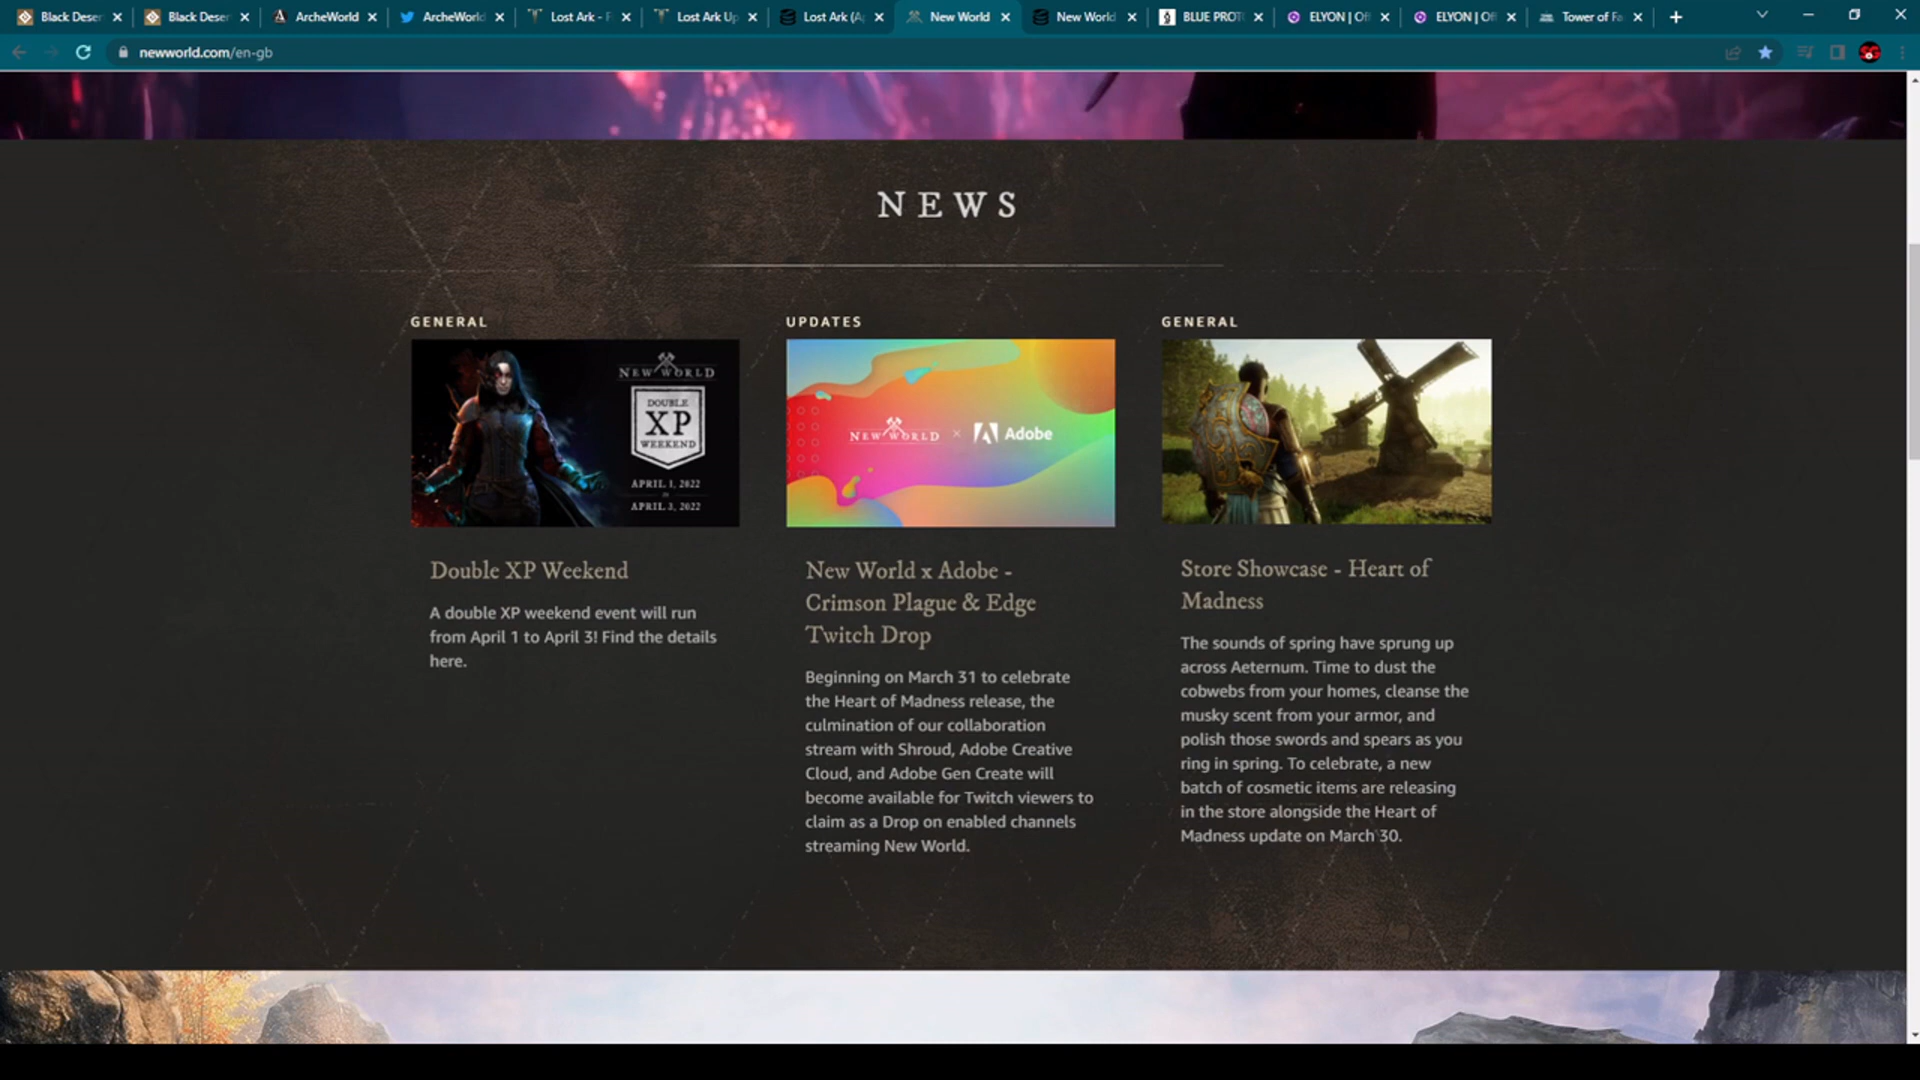 Black Deser
Black Deser
ArcheWorld
ArcheWorld
Lost Ark - F
Lost Ark Up
Lost Ark (A
New World
New World
BLUE PROT
ELYON | Of
ELYON | Of
Tower of Fa
newworld.com/en-gb
NEWS
GENERAL
NEW WORLD
DOUBLE
XP
WEEKEND
APRIL 1, 2022
TO
APRIL 3, 2022
Double XP Weekend
A double XP weekend event will run
from April 1 to April 3! Find the details
here.
UPDATES
NEW WORLD × Adobe
New World x Adobe -
Crimson Plague & Edge
Twitch Drop
Beginning on March 31 to celebrate
the Heart of Madness release, the
culmination of our collaboration
stream with Shroud, Adobe Creative
Cloud, and Adobe Gen Create will
become available for Twitch viewers to
claim as a Drop on enabled channels
streaming New World.
GENERAL
Store Showcase - Heart of
Madness
The sounds of spring have sprung up
across Aeternum. Time to dust the
cobwebs from your homes, cleanse the
musky scent from your armor, and
polish those swords and spears as you
ring in spring. To celebrate, a new
batch of cosmetic items are releasing
in the store alongside the Heart of
Madness update on March 30.